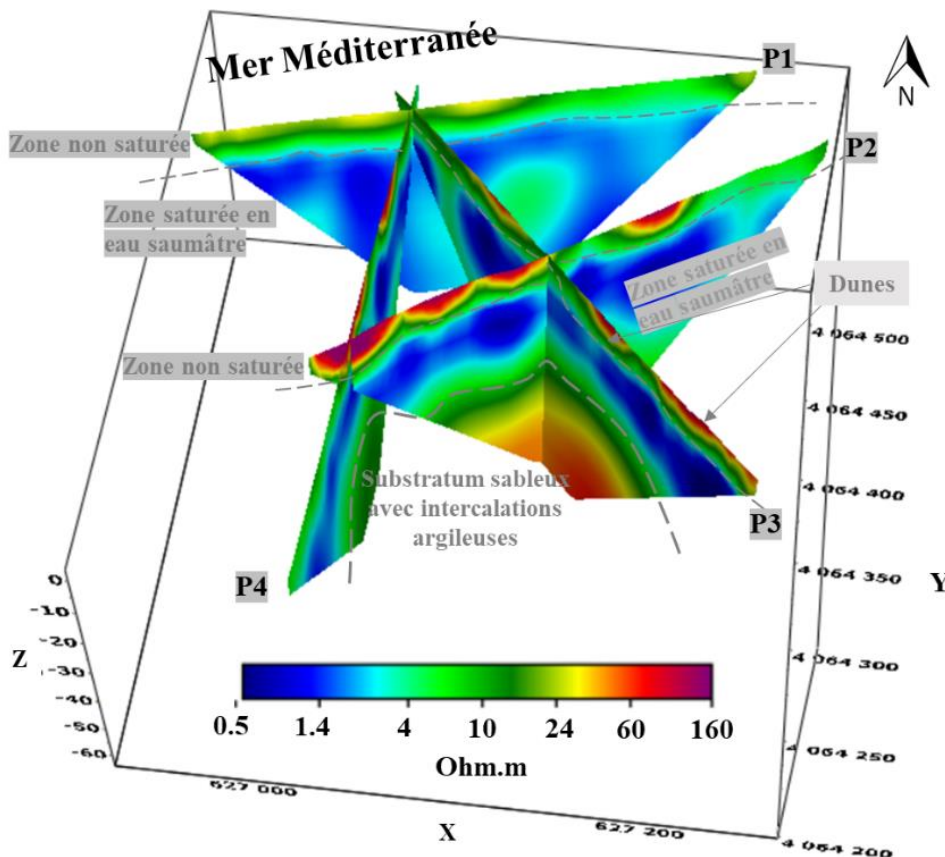 Mer Méditerranée
P1
N
Zone non saturée
P2
Zone saturée en
eau saumâtre
Zone saturée en
eau saumâtre
Dunes
4 064 500
Zone non saturée
4 064 450
Substratum sableux
avec intercalations
argileuses
4 064 400
P3
4 064 350
P4
Y
0
-10
-20
Z
-30
-40
-50
-60
4 064 300
0.5 1.4 4 10 24 60 160
Ohm.m
4 064 250
627 000
X
627 200
4 064 200